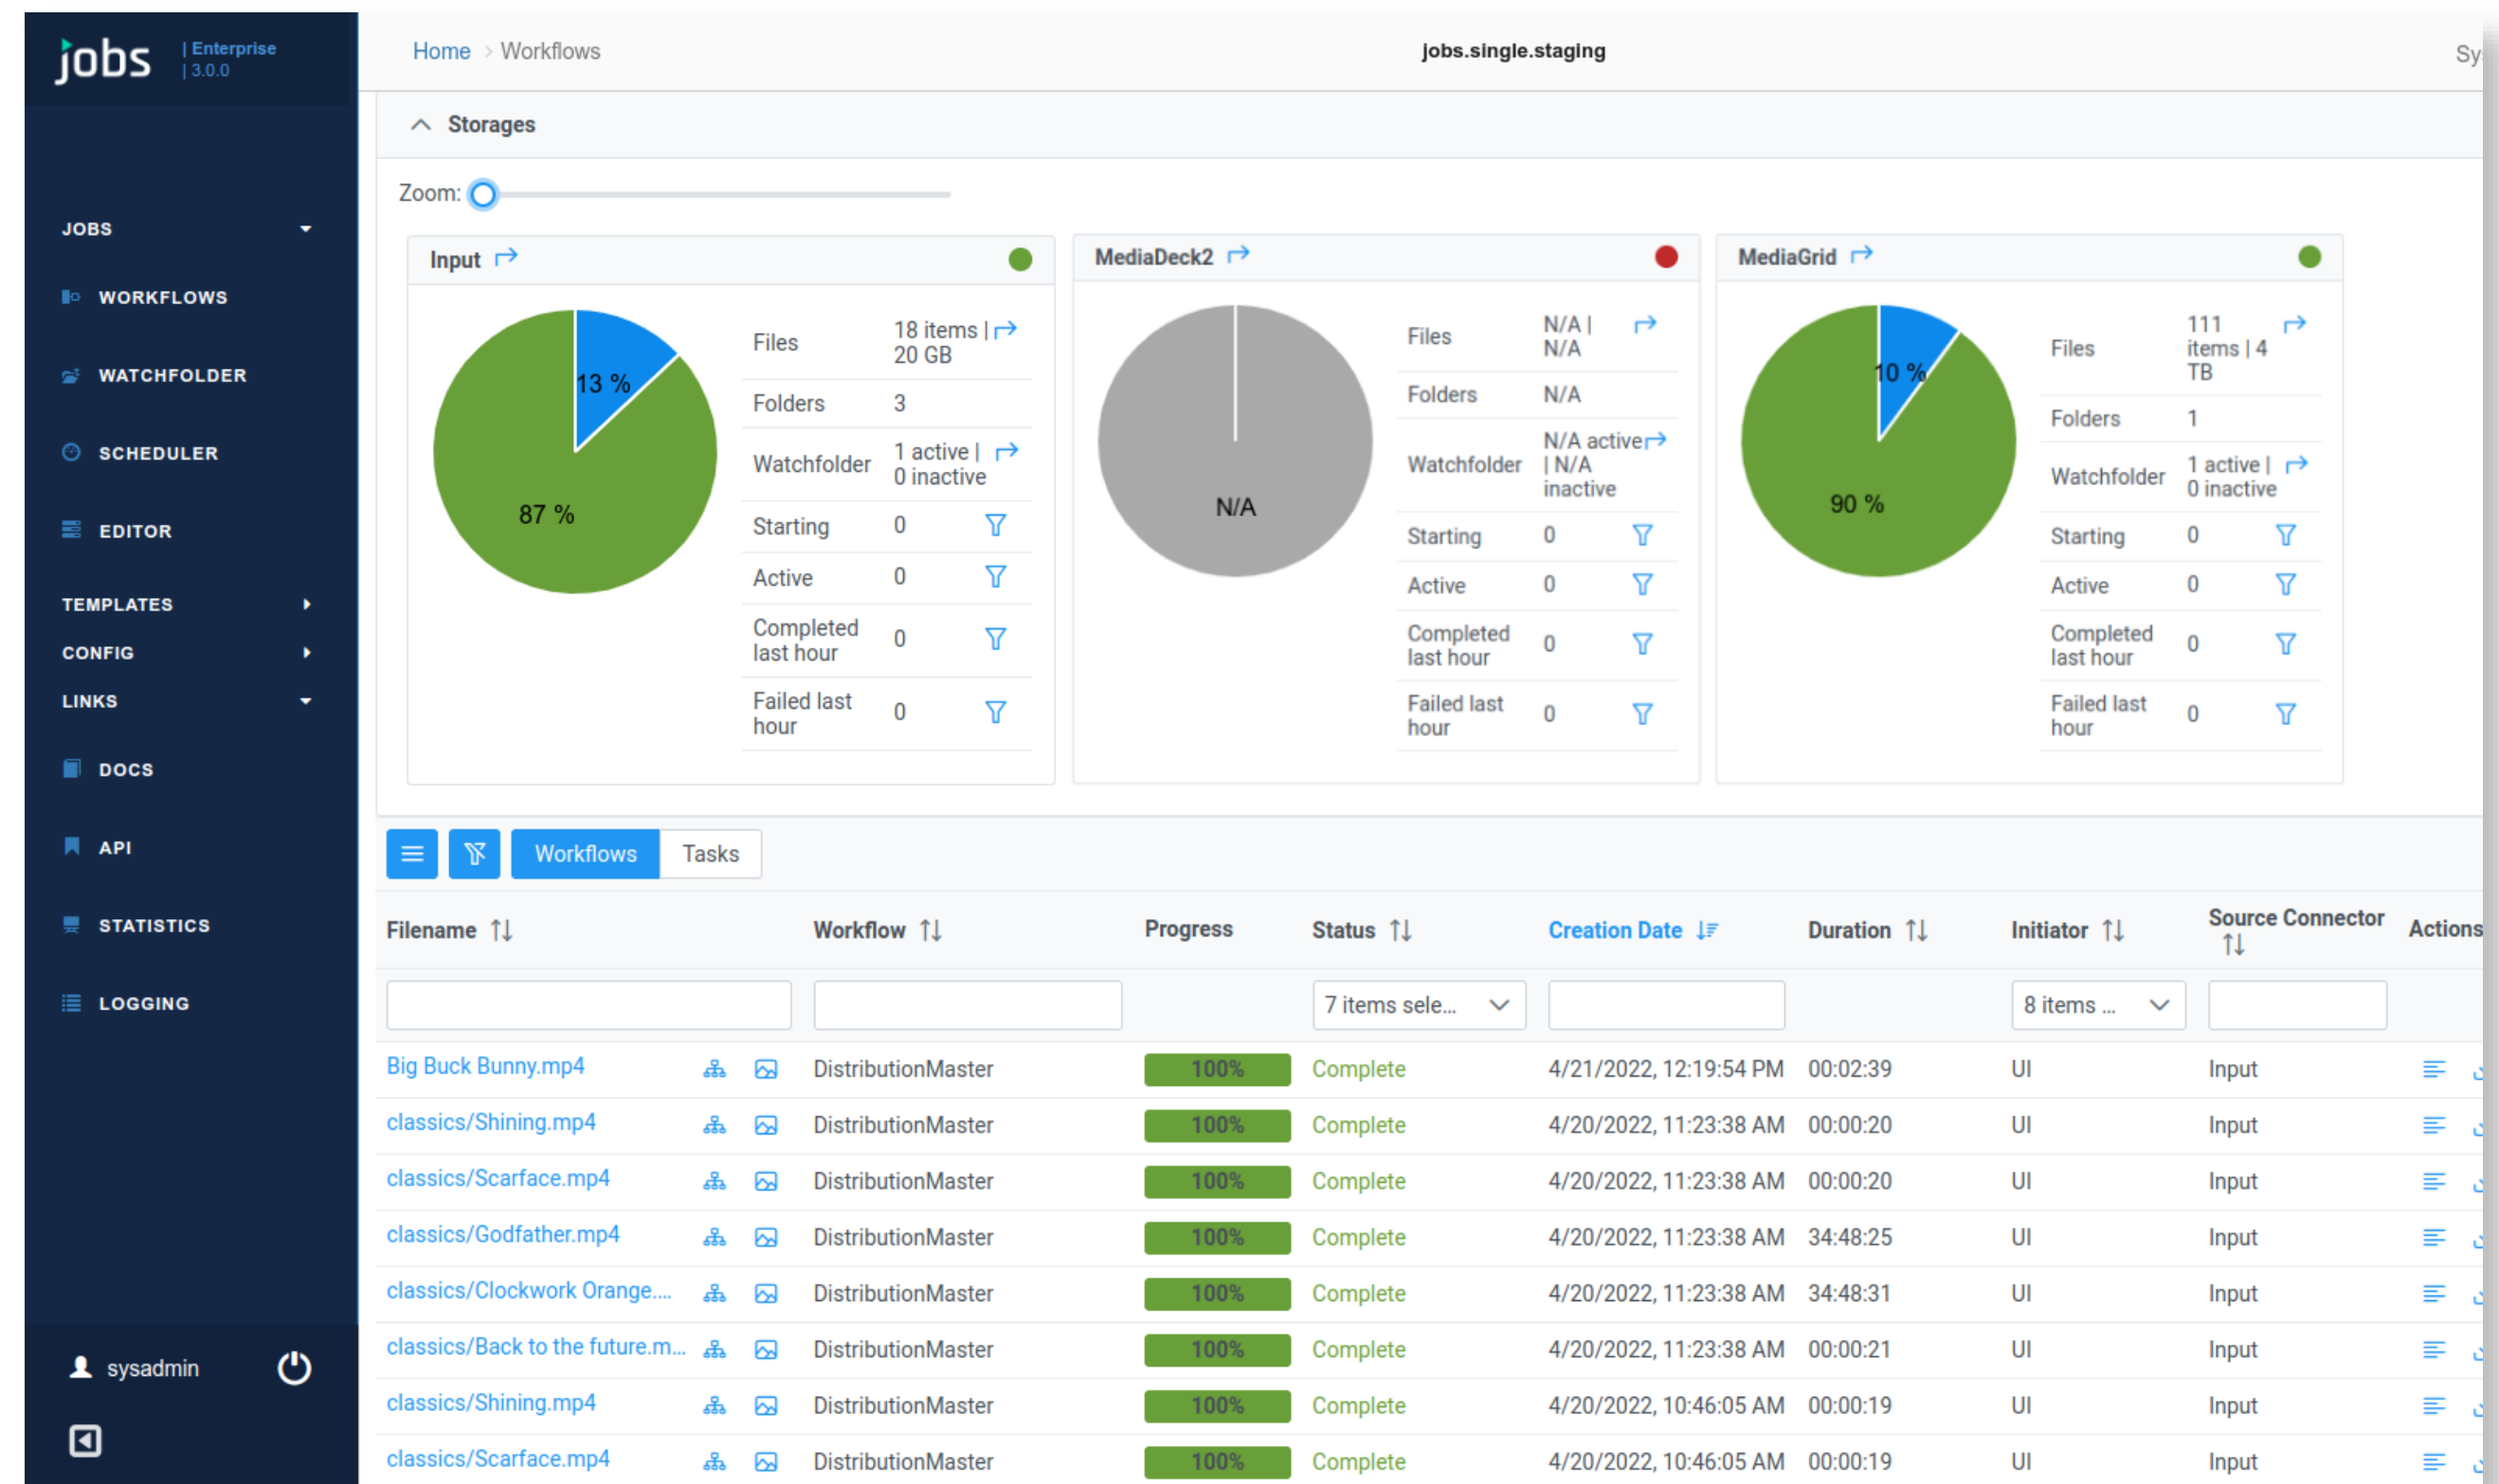 jobs | Enterprise
| 3.0.0
Home > Workflows
jobs.single.staging
Storages
Zoom:
JOBS
WORKFLOWS
WATCHFOLDER
SCHEDULER
EDITOR
TEMPLATES
CONFIG
LINKS
DOCS
API
STATISTICS
LOGGING
sysadmin
Input
13 %
87 %
Files 18 items |
20 GB
Folders 3
Watchfolder 1 active |
0 inactive
Starting 0
Active 0
Completed
last hour 0
Failed last
hour 0
MediaDeck2
N/A
Files N/A |
N/A
Folders N/A
Watchfolder N/A active
| N/A
inactive
Starting 0
Active 0
Completed
last hour 0
Failed last
hour 0
MediaGrid
10 %
90 %
Files 111
items | 4
TB
Folders 1
Watchfolder 1 active |
0 inactive
Starting 0
Active 0
Completed
last hour 0
Failed last
hour 0
Workflows Tasks
Filename Workflow Progress Status Creation Date Duration Initiator Source Connector Actions
7 items sele... 8 items ...
Big Buck Bunny.mp4 DistributionMaster 100% Complete 4/21/2022, 12:19:54 PM 00:02:39 UI Input
classics/Shining.mp4 DistributionMaster 100% Complete 4/20/2022, 11:23:38 AM 00:00:20 UI Input
classics/Scarface.mp4 DistributionMaster 100% Complete 4/20/2022, 11:23:38 AM 00:00:20 UI Input
classics/Godfather.mp4 DistributionMaster 100% Complete 4/20/2022, 11:23:38 AM 34:48:25 UI Input
classics/Clockwork Orange.... DistributionMaster 100% Complete 4/20/2022, 11:23:38 AM 34:48:31 UI Input
classics/Back to the future.m... DistributionMaster 100% Complete 4/20/2022, 11:23:38 AM 00:00:21 UI Input
classics/Shining.mp4 DistributionMaster 100% Complete 4/20/2022, 10:46:05 AM 00:00:19 UI Input
classics/Scarface.mp4 DistributionMaster 100% Complete 4/20/2022, 10:46:05 AM 00:00:19 UI Input